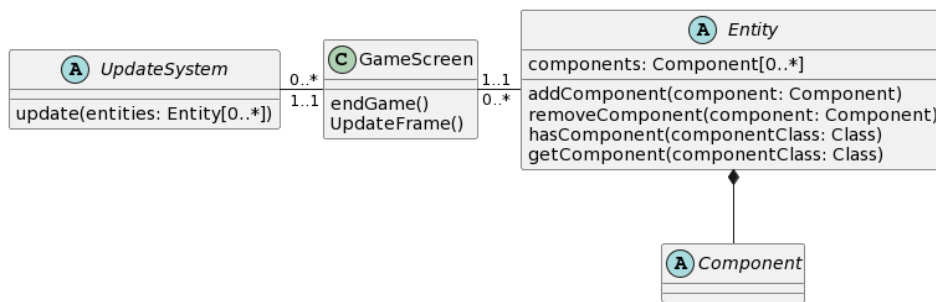 A UpdateSystem
update(entities: Entity[0..*])
0..*
1..1
C GameScreen
endGame()
UpdateFrame()
1..1
0..*
A Entity
components: Component[0..*]
addComponent(component: Component)
removeComponent(component: Component)
hasComponent(componentClass: Class)
getComponent(componentClass: Class)
A Component